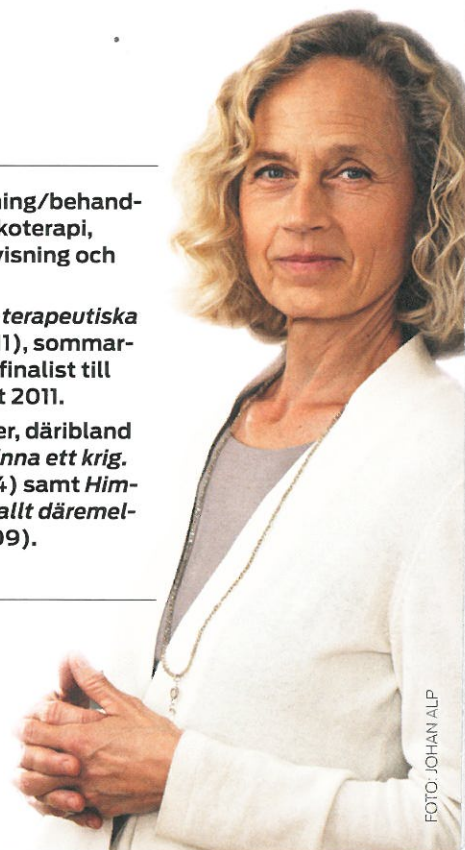 ning/behand-
koterapi,
visning och
terapeutiska
11), sommar-
finalist till
t 2011.
er, däribland
inna ett krig.
4) samt Him-
allt däremel-
09).
FOTO: JOHAN ALP